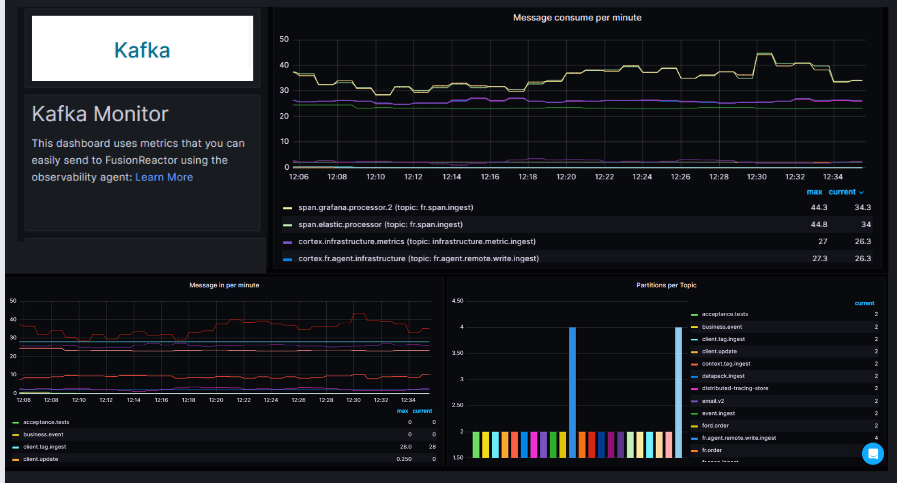 Kafka
Kafka Monitor
This dashboard uses metrics that you can
easily send to FusionReactor using the
observability agent: Learn More
Message consume per minute
50
40
30
20
10
0
12:06 12:08 12:10 12:12 12:14 12:16 12:18 12:20 12:22 12:24 12:26 12:28 12:30 12:32 12:34
max current
span.grafana.processor.2 (topic: fr.span.ingest) 44.3 34.3
span.elastic.processor (topic: fr.span.ingest) 44.8 34
cortex.infrastructure.metrics (topic: infrastructure.metric.ingest) 27 26.3
cortex.fr.agent.infrastructure (topic: fr.agent.remote.write.ingest) 27.3 26.3
Message in per minute
50
40
30
20
10
0
12:06 12:08 12:10 12:12 12:14 12:16 12:18 12:20 12:22 12:24 12:26 12:28 12:30 12:32 12:34
max current
acceptance.tests 0 0
business.event 0 0
client.tag.ingest 28.0 28
client.update 0.250 0
Partitions per Topic
4.50
4
3.50
3
2.50
2
1.50
current
acceptance.tests 2
business.event 2
client.tag.ingest 2
client.update 2
context.tag.ingest 2
datapack.ingest 2
distributed-tracing-store 2
email.v2 2
event.ingest 2
ford.order 2
fr.agent.remote.write.ingest 4
fr.order 2